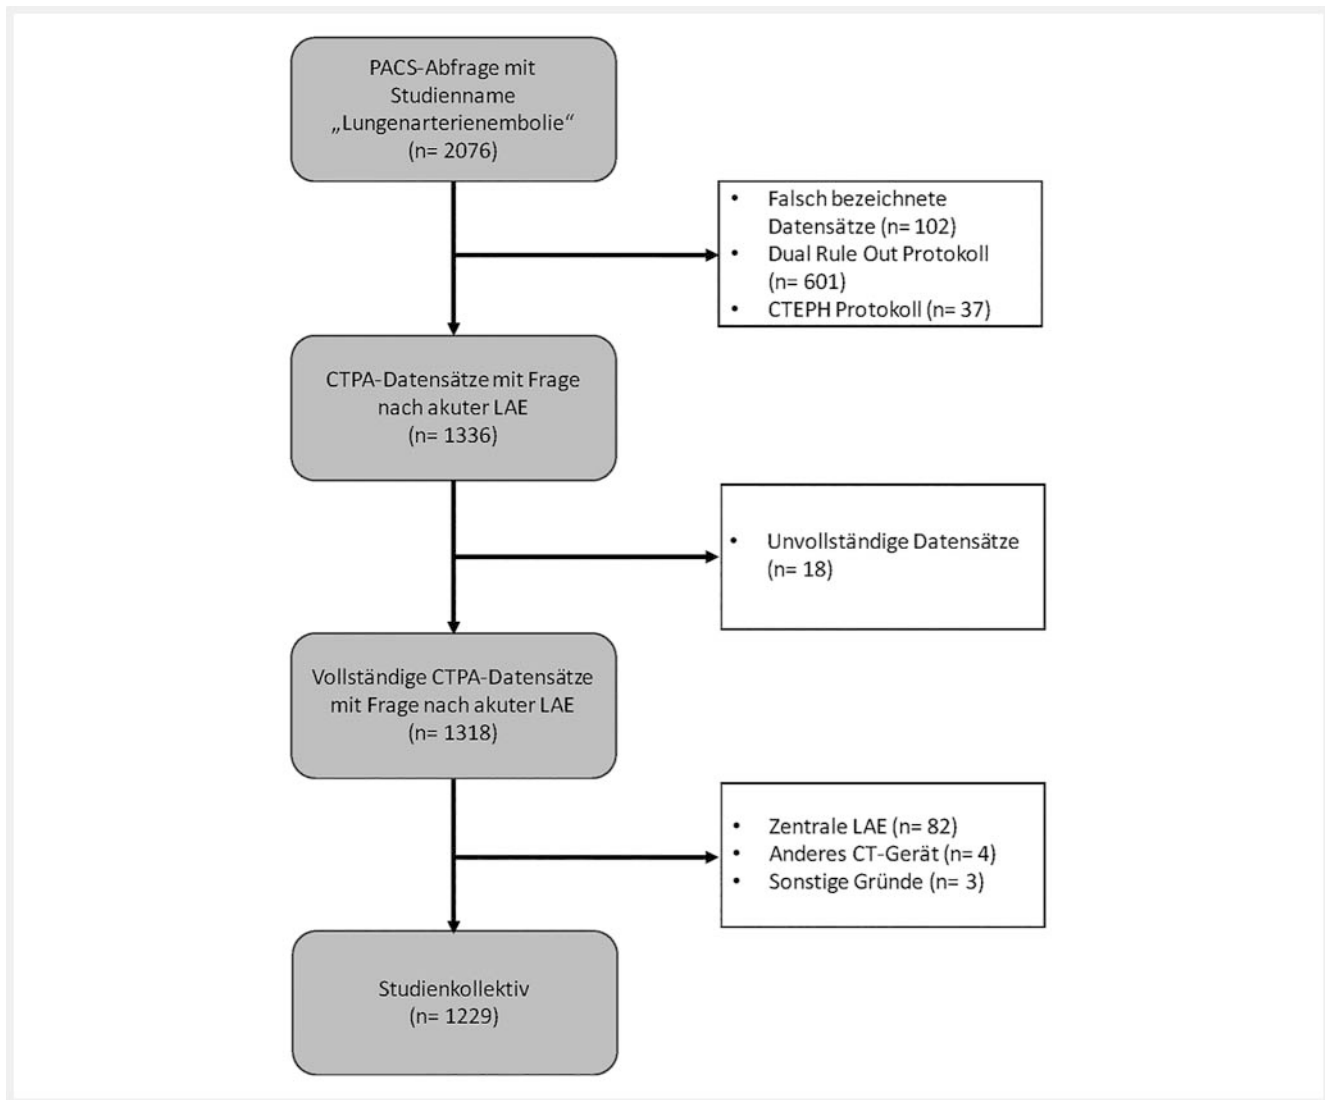 PACS-Abfrage mit
Studienname
„Lungenarterienembolie“
(n= 2076)
• Falsch bezeichnete
Datensätze (n= 102)
• Dual Rule Out Protokoll
(n= 601)
• CTEPH Protokoll (n= 37)
CTPA-Datensätze mit Frage
nach akuter LAE
(n= 1336)
• Unvollständige Datensätze
(n= 18)
Vollständige CTPA-Datensätze
mit Frage nach akuter LAE
(n= 1318)
• Zentrale LAE (n= 82)
• Anderes CT-Gerät (n= 4)
• Sonstige Gründe (n= 3)
Studienkollektiv
(n= 1229)